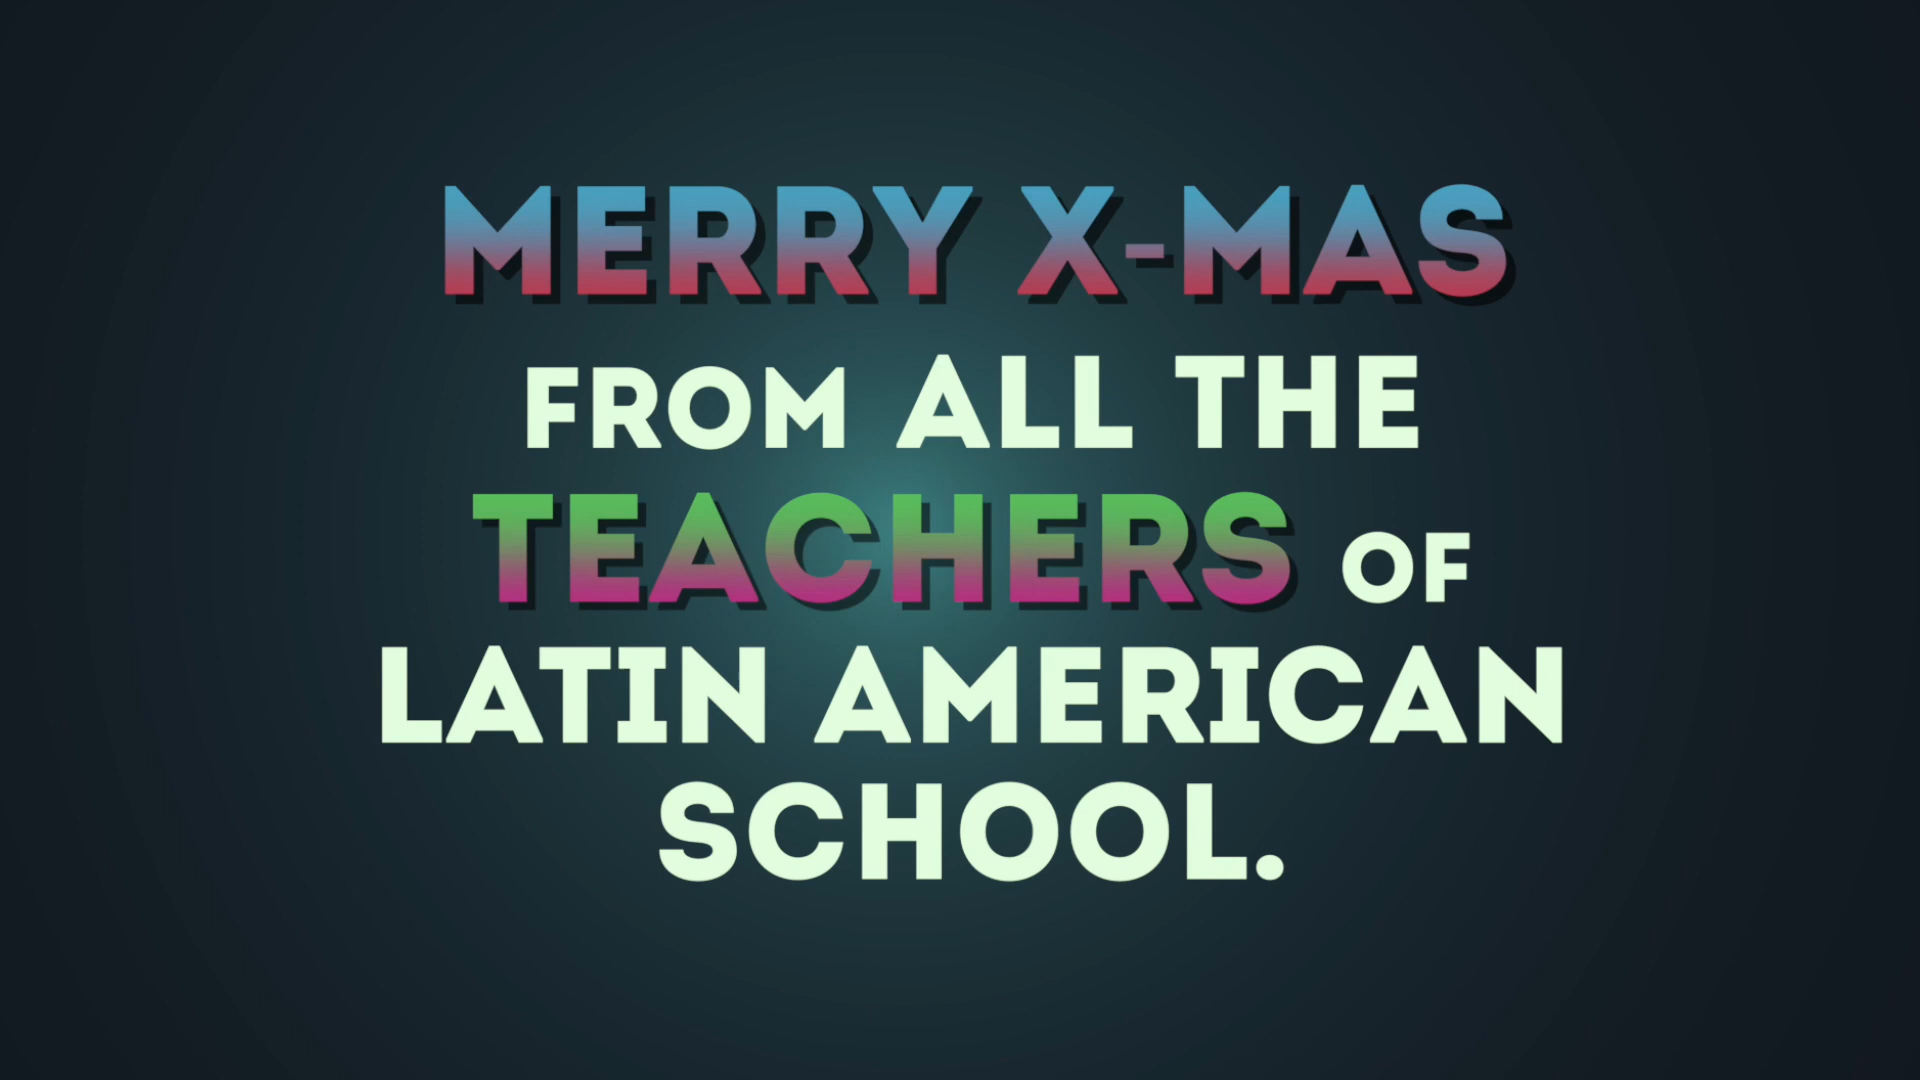 MERRY X-MAS
FROM ALL THE
TEACHERS OF
LATIN AMERICAN
SCHOOL.